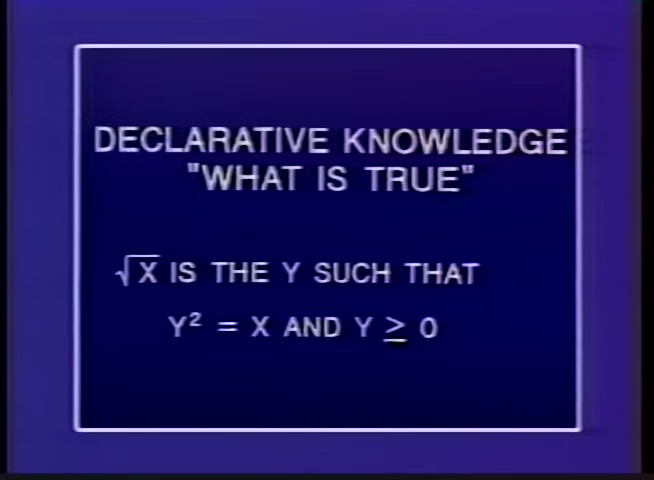 DECLARATIVE KNOWLEDGE
"WHAT IS TRUE"
√X IS THE Y SUCH THAT
Y² = X AND Y ≥ 0